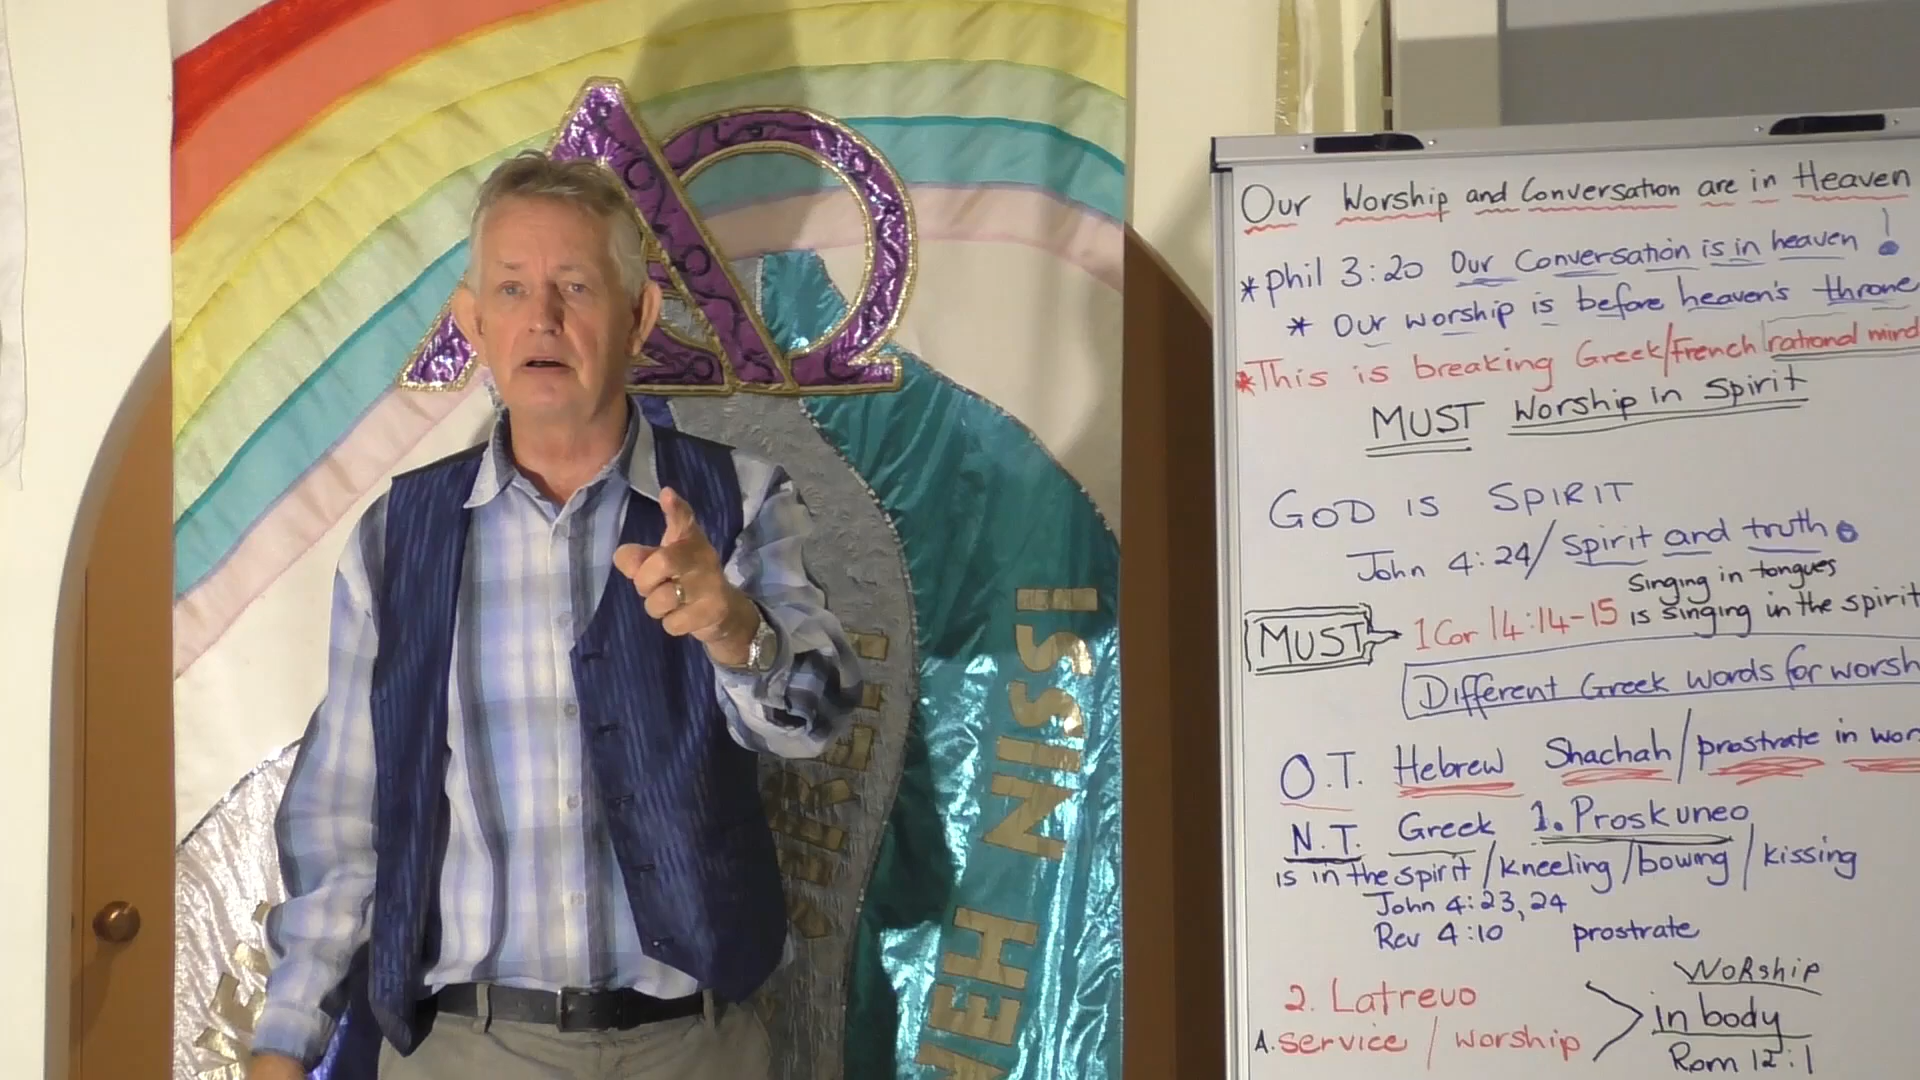 Our Worship and Conversation are in Heaven
* Phil 3:20 Our Conversation is in heaven !
* Our worship is before heaven's throne
* This is breaking Greek/French rational mind
MUST Worship in Spirit
GOD IS SPIRIT
John 4:24/ Spirit and truth.
Singing in tongues
MUST 1 Cor 14:14-15 is singing in the spirit
Different Greek words for worsh
O.T. Hebrew Shachah/prostrate in wor
N.T. Greek 1. Proskuneo
is in the spirit/kneeling/bowing/kissing
John 4:23,24
Rev 4:10 prostrate
2. Latreuo
A. service / worship
Worship
in body
Rom 12:1
EH NISSI